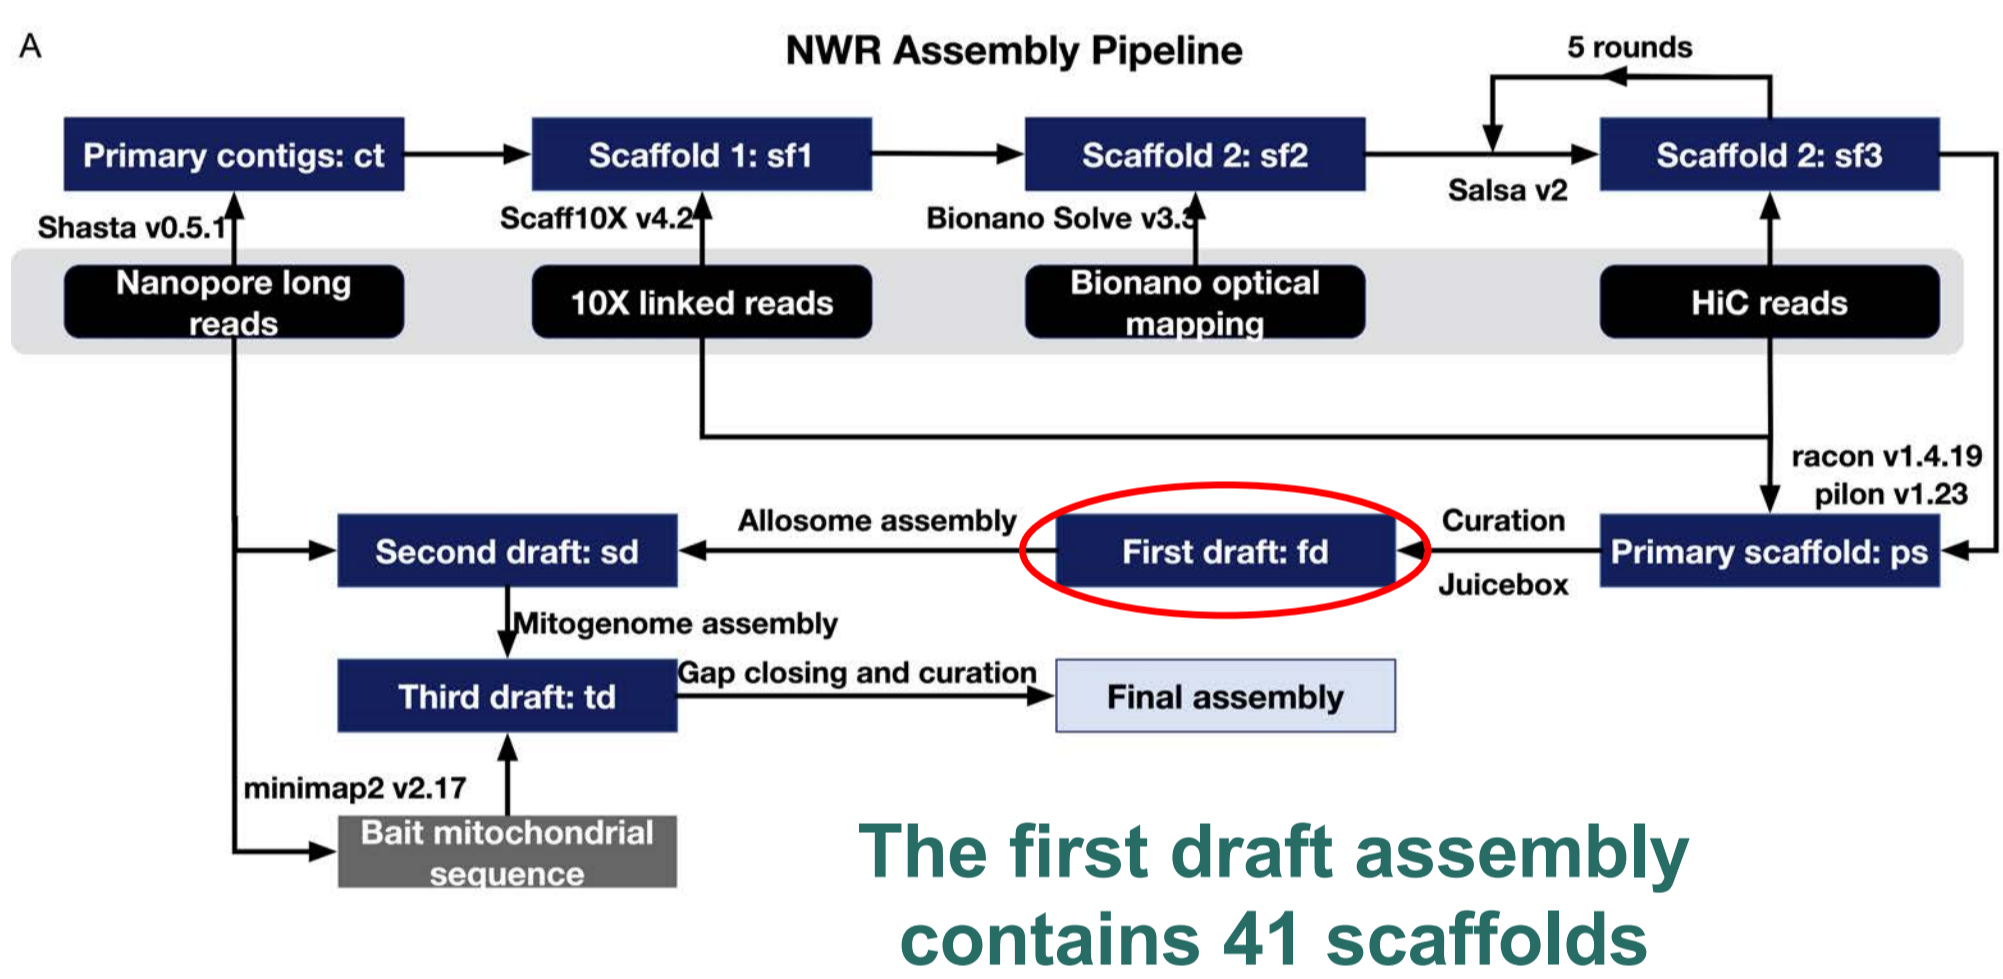 A
NWR Assembly Pipeline
5 rounds
Primary contigs: ct
Scaffold 1: sf1
Scaffold 2: sf2
Scaffold 2: sf3
Salsa v2
Shasta v0.5.1
Scaff10X v4.2
Bionano Solve v3.3
Nanopore long
reads
10X linked reads
Bionano optical
mapping
HiC reads
racon v1.4.19
pilon v1.23
Second draft: sd
Allosome assembly
First draft: fd
Curation
Juicebox
Primary scaffold: ps
Mitogenome assembly
Third draft: td
Gap closing and curation
Final assembly
minimap2 v2.17
Bait mitochondrial
sequence
The first draft assembly
contains 41 scaffolds